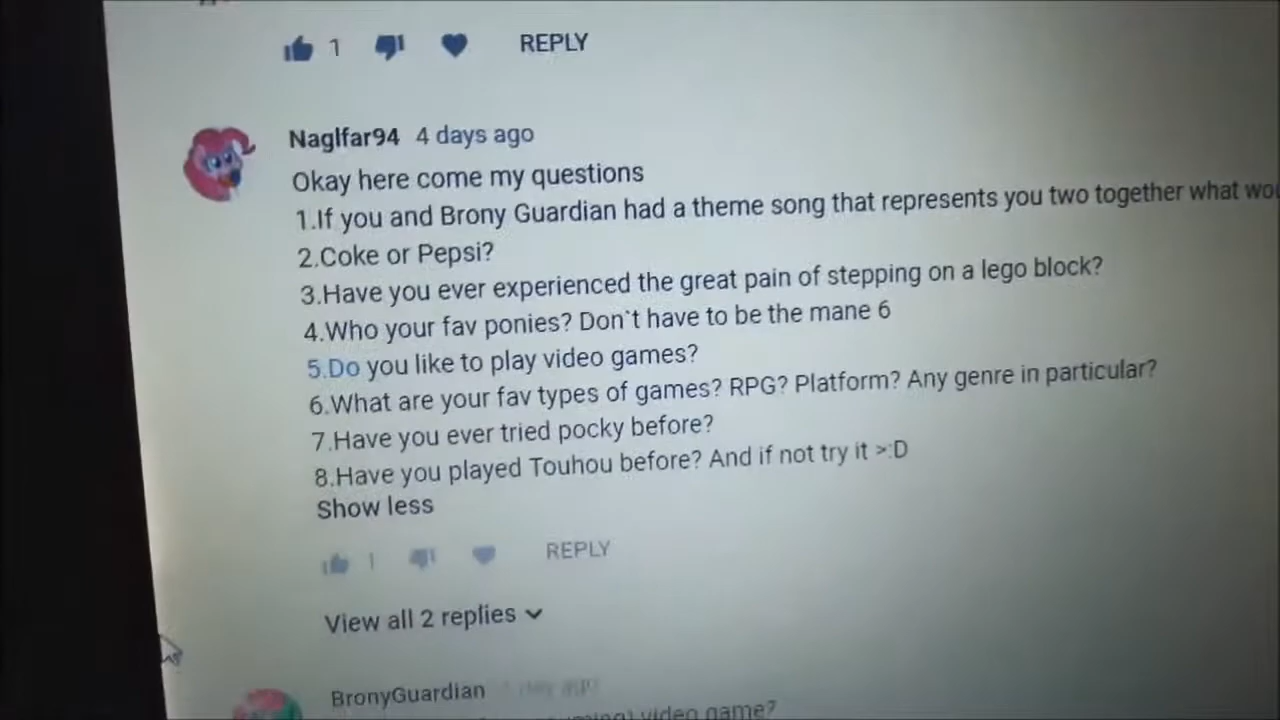 1 REPLY
Naglfar94 4 days ago
Okay here come my questions
1.If you and Brony Guardian had a theme song that represents you two together what
2.Coke or Pepsi?
3.Have you ever experienced the great pain of stepping on a lego block?
4.Who your fav ponies? Don`t have to be the mane 6
5.Do you like to play video games?
6.What are your fav types of games? RPG? Platform? Any genre in particular?
7.Have you ever tried pocky before?
8.Have you played Touhou before? And if not try it >:D
Show less
1 REPLY
View all 2 replies
BronyGuardian day ago
video game?